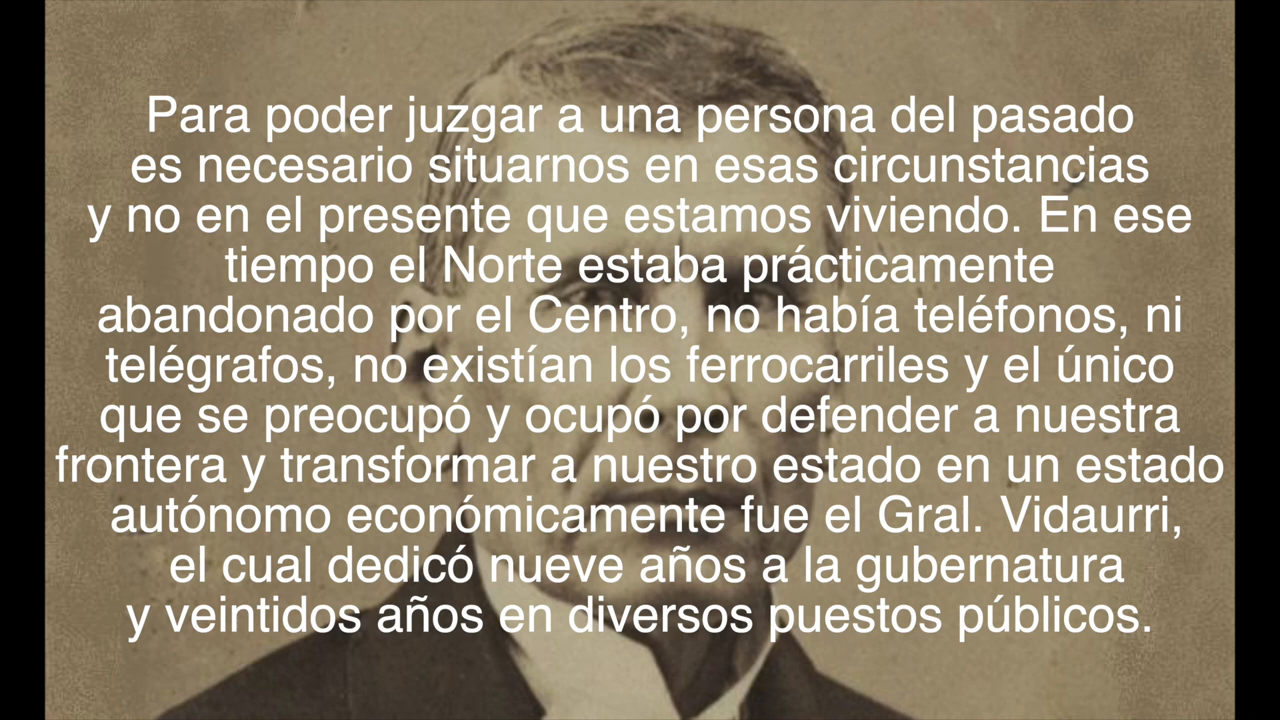 Para poder juzgar a una persona del pasado
es necesario situarnos en esas circunstancias
y no en el presente que estamos viviendo. En ese
tiempo el Norte estaba prácticamente
abandonado por el Centro, no había teléfonos, ni
telégrafos, no existían los ferrocarriles y el único
que se preocupó y ocupó por defender a nuestra
frontera y transformar a nuestro estado en un estado
autónomo económicamente fue el Gral. Vidaurri,
el cual dedicó nueve años a la gubernatura
y veintidos años en diversos puestos públicos.